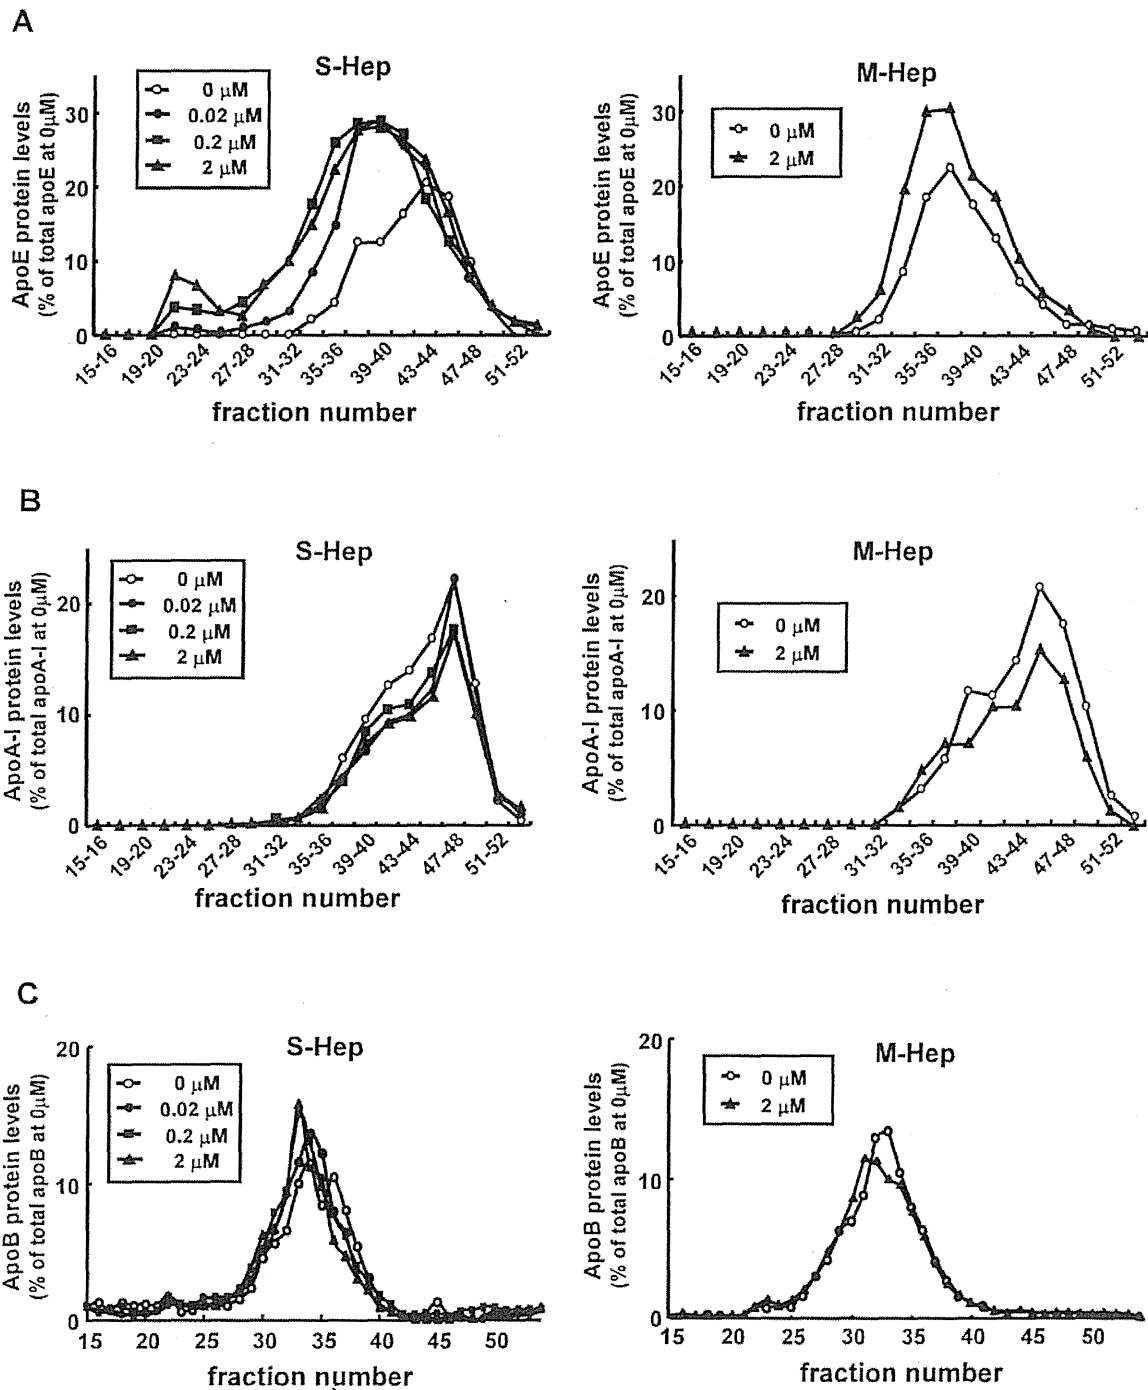 A
S-Hep
0 μM
0.02 μM
0.2 μM
2 μM
ApoE protein levels
(% of total apoE at 0μM)
30
20
10
0
15-16
19-20
23-24
27-28
31-32
35-36
39-40
43-44
47-48
51-52
fraction number
M-Hep
0 μM
2 μM
ApoE protein levels
(% of total apoE at 0μM)
30
20
10
0
15-16
19-20
23-24
27-28
31-32
35-36
39-40
43-44
47-48
51-52
fraction number
B
S-Hep
0 μM
0.02 μM
0.2 μM
2 μM
ApoA-I protein levels
(% of total apoA-I at 0μM)
20
10
0
15-16
19-20
23-24
27-28
31-32
35-36
39-40
43-44
47-48
51-52
fraction number
M-Hep
0 μM
2 μM
ApoA-I protein levels
(% of total apoA-I at 0μM)
20
10
0
15-16
19-20
23-24
27-28
31-32
35-36
39-40
43-44
47-48
51-52
fraction number
C
S-Hep
0 μM
0.02 μM
0.2 μM
2 μM
ApoB protein levels
(% of total apoB at 0μM)
20
10
0
15 20 25 30 35 40 45 50
fraction number
M-Hep
0 μM
2 μM
ApoB protein levels
(% of total apoB at 0μM)
20
10
0
15 20 25 30 35 40 45 50
fraction number